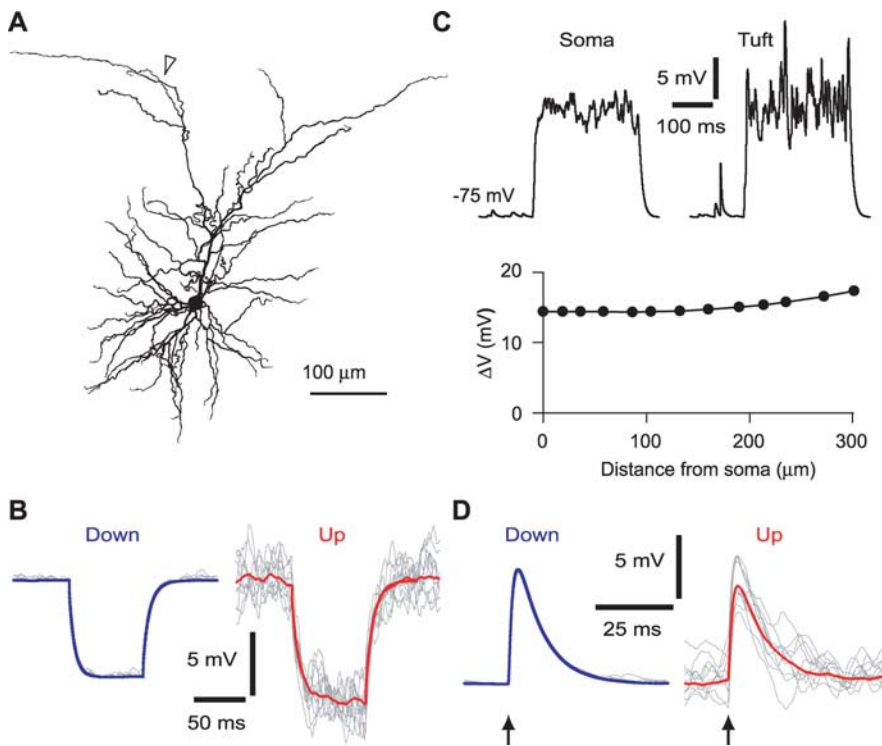 A
100 μm
C
Soma
Tuft
5 mV
100 ms
-75 mV
20
10
0
ΔV (mV)
0
100
200
300
Distance from soma (μm)
B
Down
Up
5 mV
50 ms
D
Down
Up
5 mV
25 ms